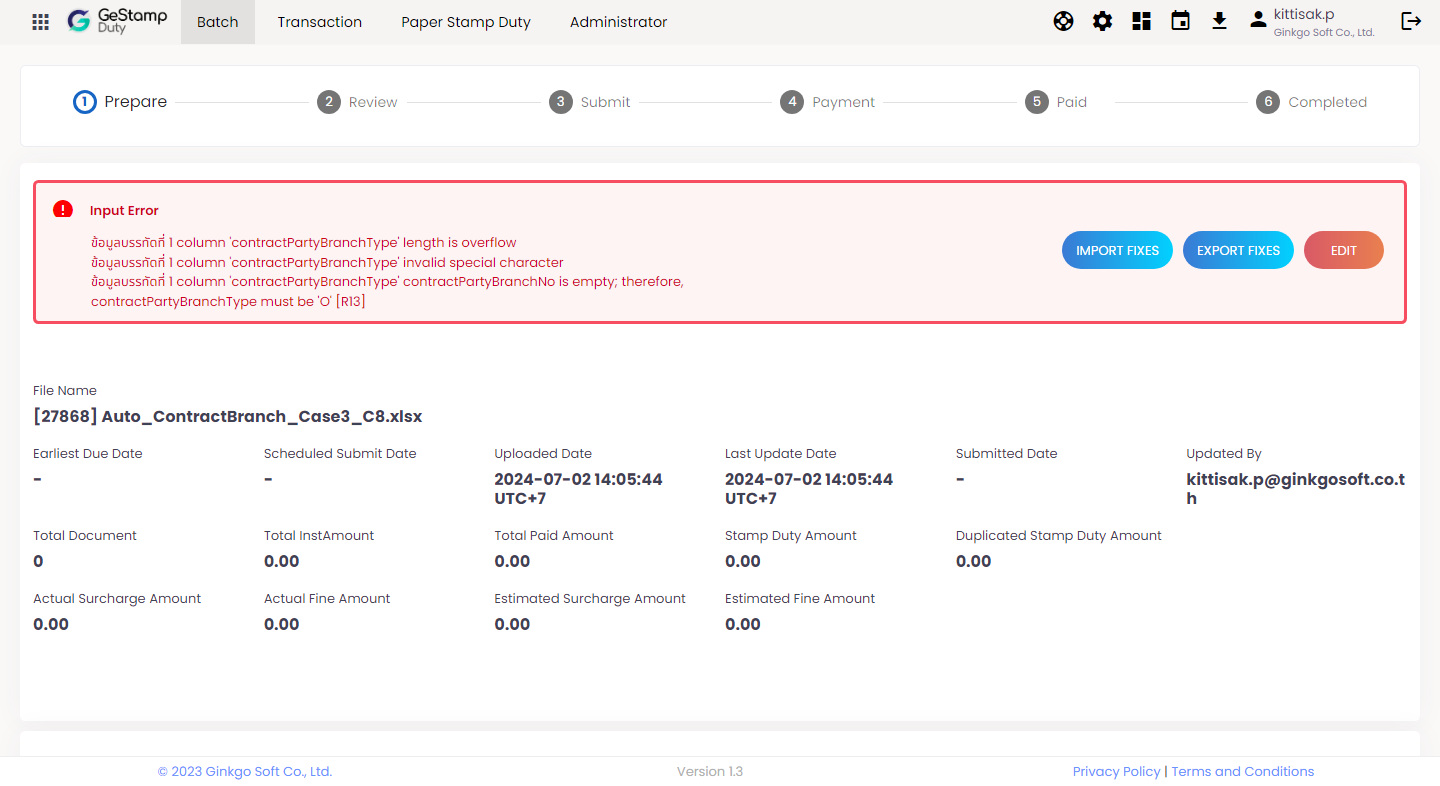 GeStamp
Duty
Batch
Transaction
Paper Stamp Duty
Administrator
kittisak.p
Ginkgo Soft Co., Ltd.
1 Prepare
2 Review
3 Submit
4 Payment
5 Paid
6 Completed
Input Error
ข้อมูลบรรทัดที่ 1 column 'contractPartyBranchType' length is overflow
ข้อมูลบรรทัดที่ 1 column 'contractPartyBranchType' invalid special character
ข้อมูลบรรทัดที่ 1 column 'contractPartyBranchType' contractPartyBranchNo is empty; therefore,
contractPartyBranchType must be 'O' [R13]
IMPORT FIXES
EXPORT FIXES
EDIT
File Name
[27868] Auto_ContractBranch_Case3_C8.xlsx
Earliest Due Date
-
Scheduled Submit Date
-
Uploaded Date
2024-07-02 14:05:44
UTC+7
Last Update Date
2024-07-02 14:05:44
UTC+7
Submitted Date
-
Updated By
kittisak.p@ginkgosoft.co.t
h
Total Document
0
Total InstAmount
0.00
Total Paid Amount
0.00
Stamp Duty Amount
0.00
Duplicated Stamp Duty Amount
0.00
Actual Surcharge Amount
0.00
Actual Fine Amount
0.00
Estimated Surcharge Amount
0.00
Estimated Fine Amount
0.00
© 2023 Ginkgo Soft Co., Ltd.
Version 1.3
Privacy Policy | Terms and Conditions